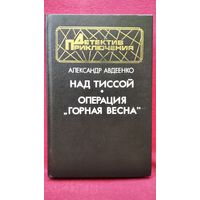 Детектив
Приключения
АЛЕКСАНДР АВДЕЕНКО
НАД ТИССОЙ
•
ОПЕРАЦИЯ
„ГОРНАЯ ВЕСНА"